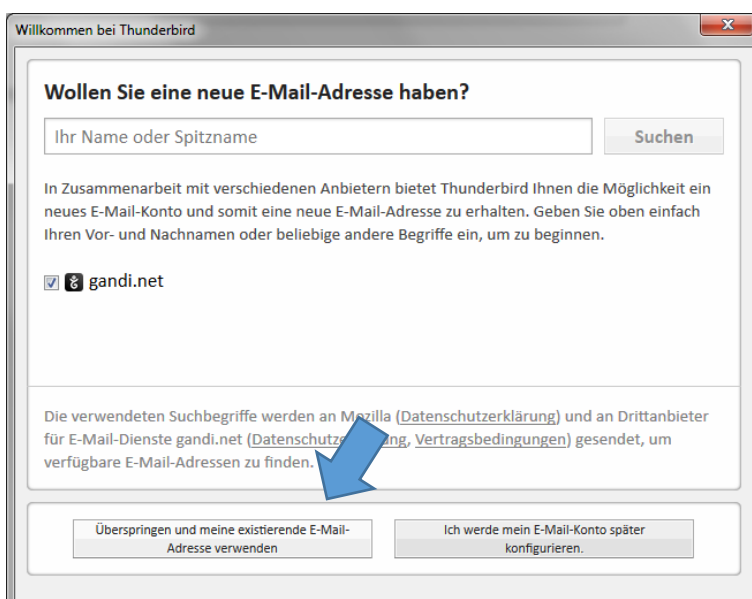 Willkommen bei Thunderbird
Wollen Sie eine neue E-Mail-Adresse haben?
Ihr Name oder Spitzname
Suchen
In Zusammenarbeit mit verschiedenen Anbietern bietet Thunderbird Ihnen die Möglichkeit ein
neues E-Mail-Konto und somit eine neue E-Mail-Adresse zu erhalten. Geben Sie oben einfach
Ihren Vor- und Nachnamen oder beliebige andere Begriffe ein, um zu beginnen.
gandi.net
Die verwendeten Suchbegriffe werden an Mozilla (Datenschutzerklärung) und an Drittanbieter
für E-Mail-Dienste gandi.net (, Vertragsbedingungen) gesendet, um
verfügbare E-Mail-Adressen zu finden.
Überspringen und meine existierende E-Mail-
Adresse verwenden
Ich werde mein E-Mail-Konto später
konfigurieren.